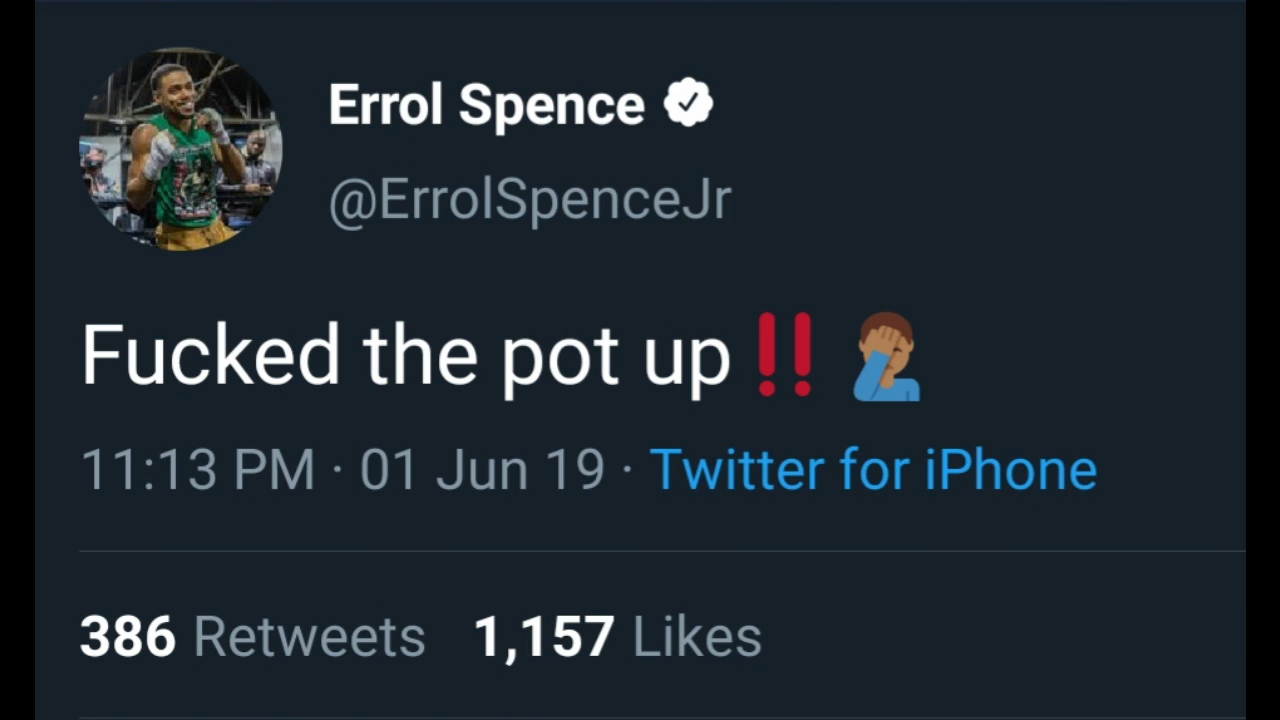 Errol Spence
@ErrolSpenceJr
Fucked the pot up‼️ 🤦🏾‍♂️
11:13 PM · 01 Jun 19 · Twitter for iPhone
386 Retweets 1,157 Likes